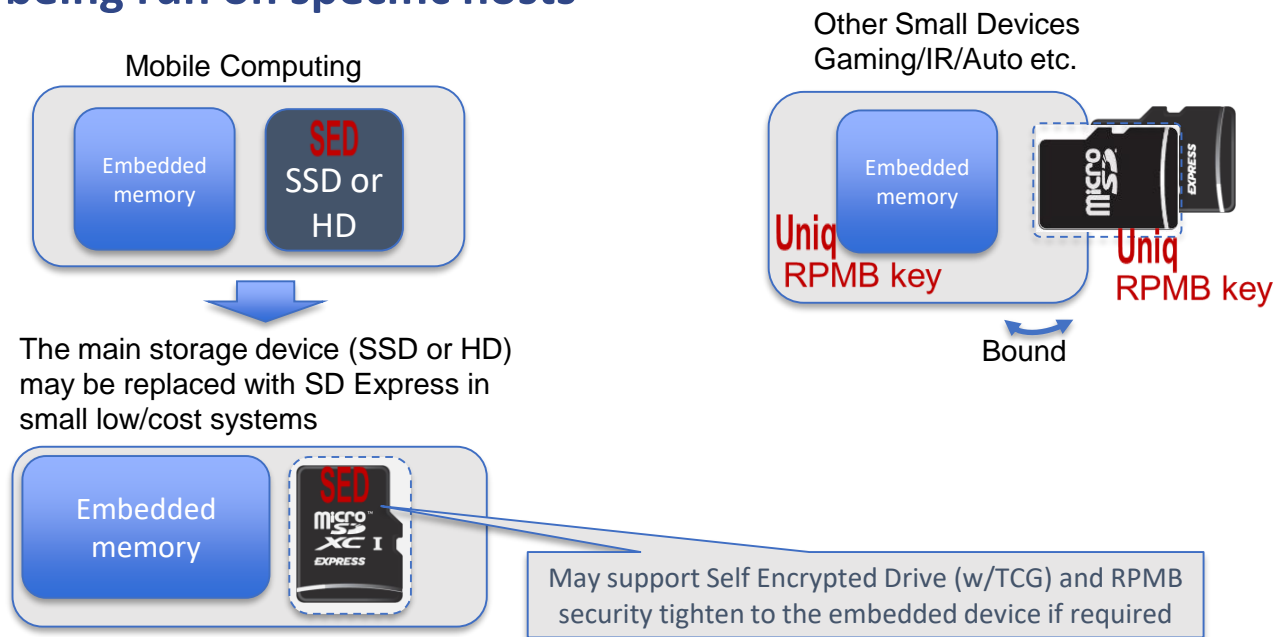 being run on specific hosts
Mobile Computing
Embedded
memory
SED
SSD or
HD
The main storage device (SSD or HD)
may be replaced with SD Express in
small low/cost systems
Embedded
memory
SED
micro
SD
XC I
EXPRESS
May support Self Encrypted Drive (w/TCG) and RPMB
security tighten to the embedded device if required
Other Small Devices
Gaming/IR/Auto etc.
Embedded
memory
Uniq
RPMB key
micro
SD
EXPRESS
Uniq
RPMB key
Bound